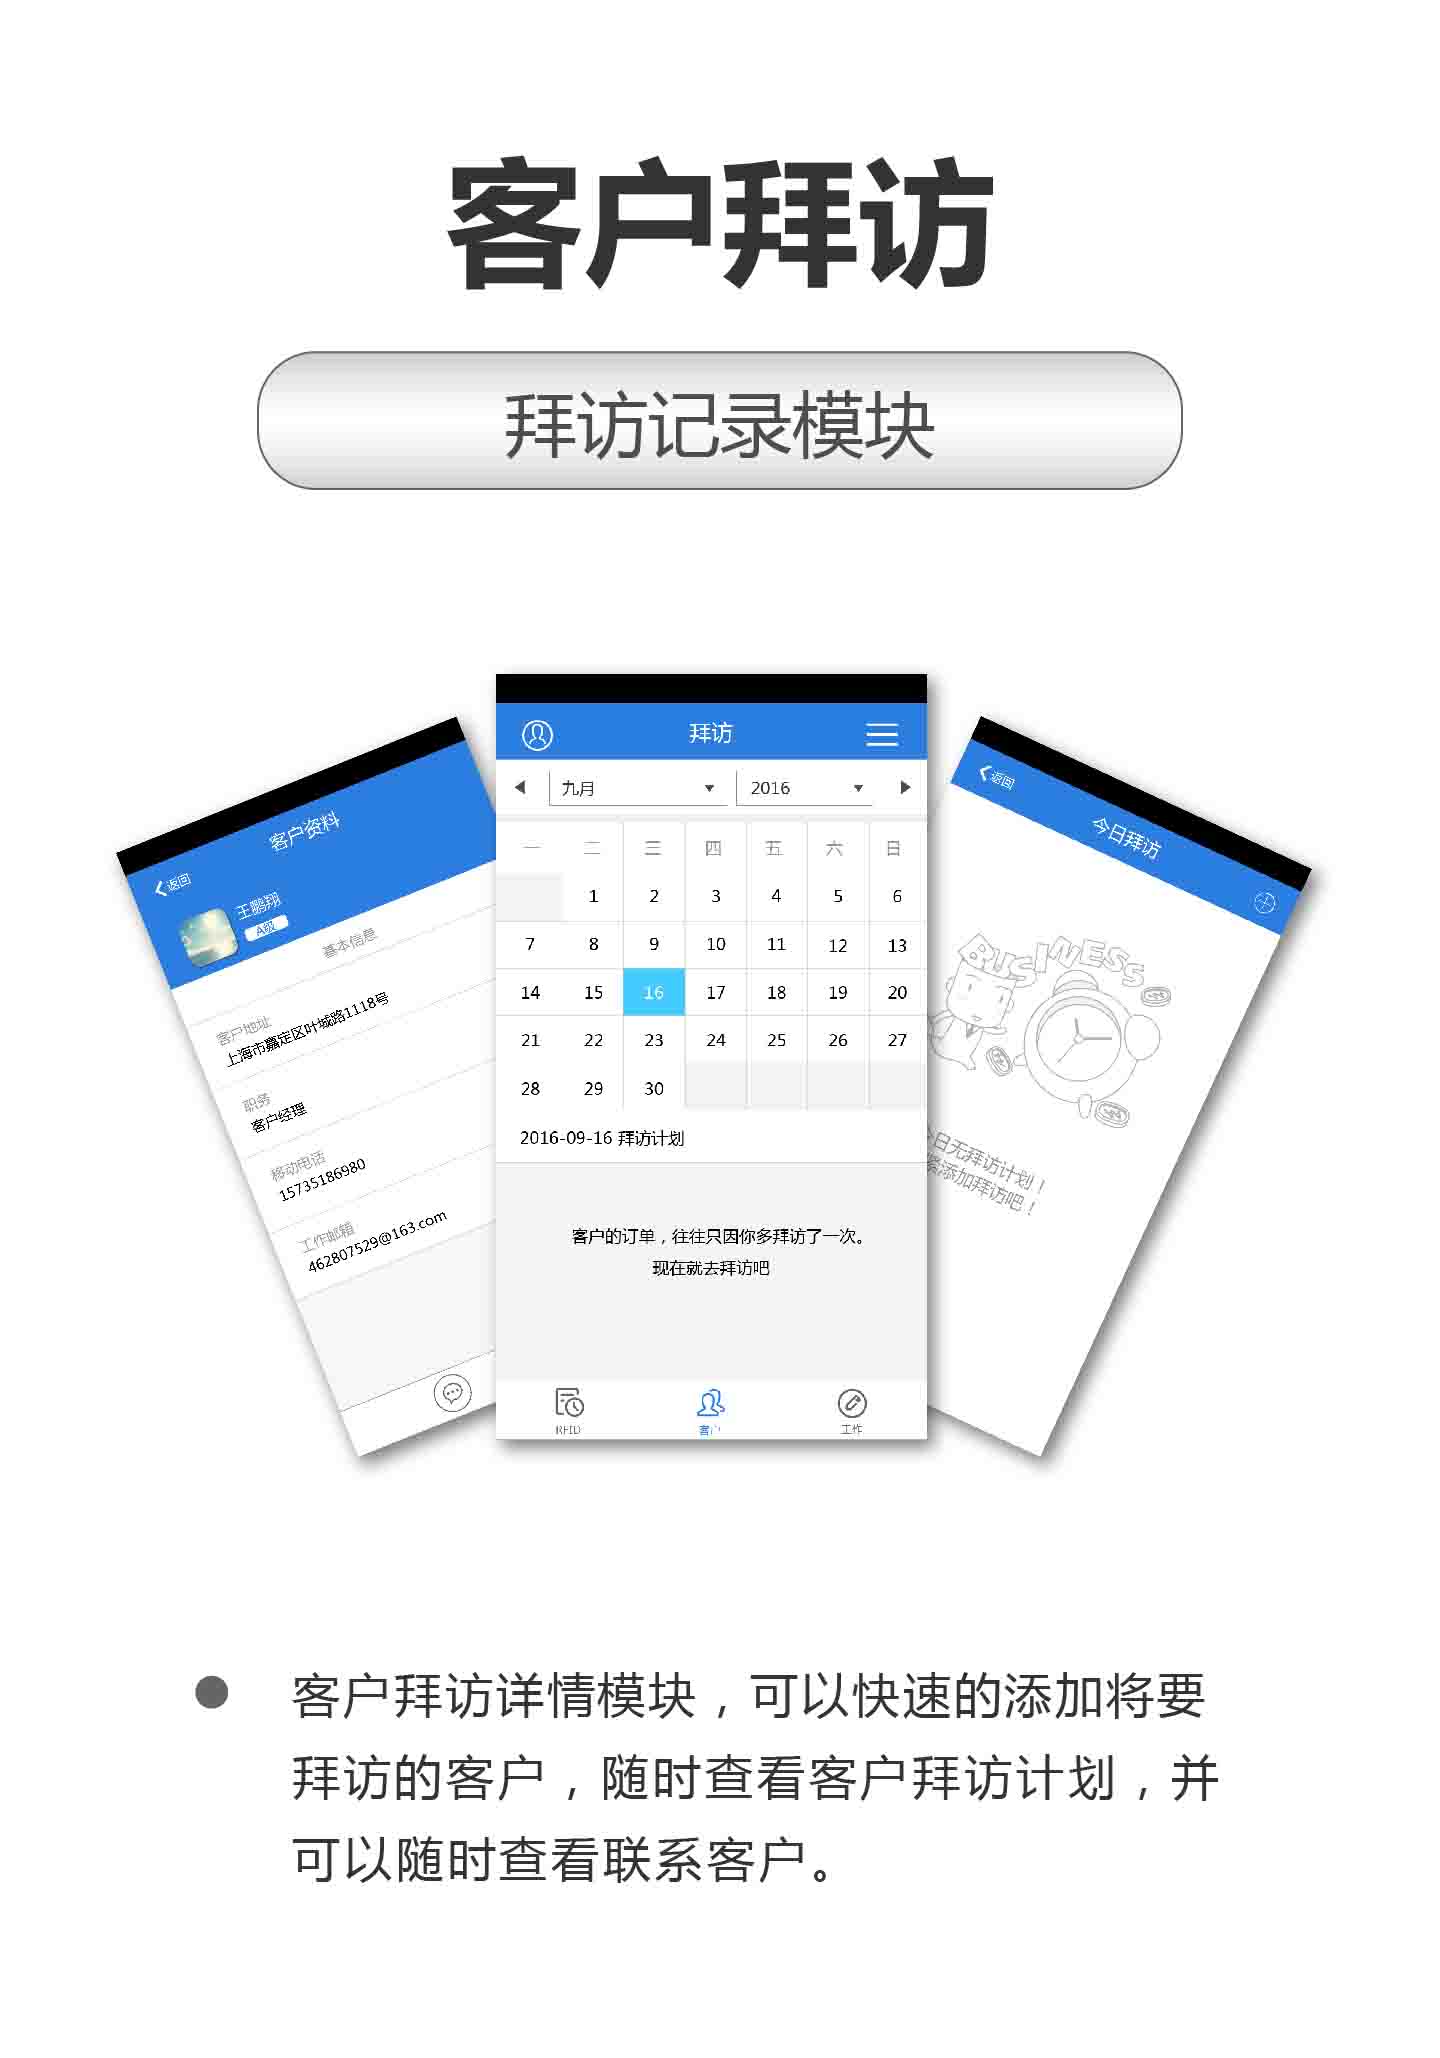 客户拜访
拜访记录模块
客户资料
返回
王鹏翔
A级
基本信息
客户地址
上海市嘉定区叶城路1118号
职务
客户经理
移动电话
15735186980
工作邮箱
462807529@163.com
拜访
九月 2016
一 二 三 四 五 六 日
1 2 3 4 5 6
7 8 9 10 11 12 13
14 15 16 17 18 19 20
21 22 23 24 25 26 27
28 29 30
2016-09-16 拜访计划
客户的订单，往往只因你多拜访了一次。
现在就去拜访吧
RFID 客户 工作
返回
今日拜访
BUSINESS
日无拜访计划！
添加拜访吧！
客户拜访详情模块，可以快速的添加将要
拜访的客户，随时查看客户拜访计划，并
可以随时查看联系客户。